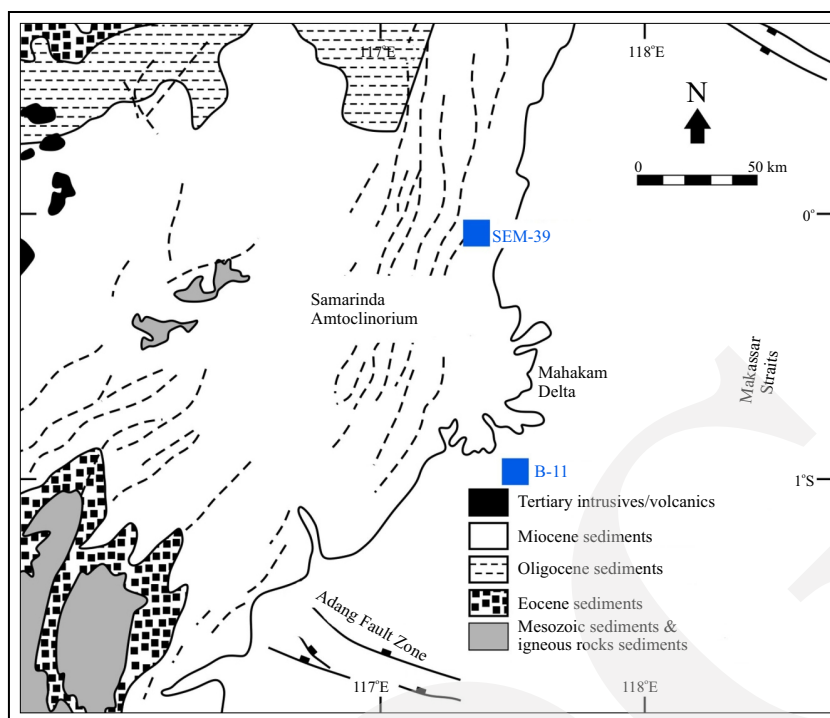 117°E
118°E
N
0
50 km
0°
SEM-39
Samarinda
Amtoclinorium
Mahakam
Delta
Makassar
Straits
B-11
1°S
Tertiary intrusives/volcanics
Miocene sediments
Oligocene sediments
Eocene sediments
Mesozoic sediments &
igneous rocks sediments
Adang Fault Zone
117°E
118°E